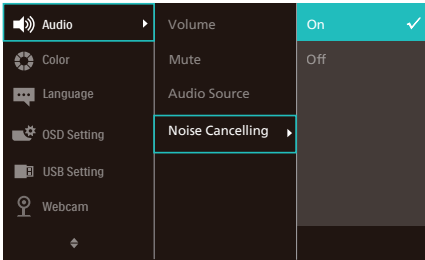 Audio
Color
Language
OSD Setting
USB Setting
Webcam
Volume
Mute
Audio Source
Noise Cancelling
On
Off